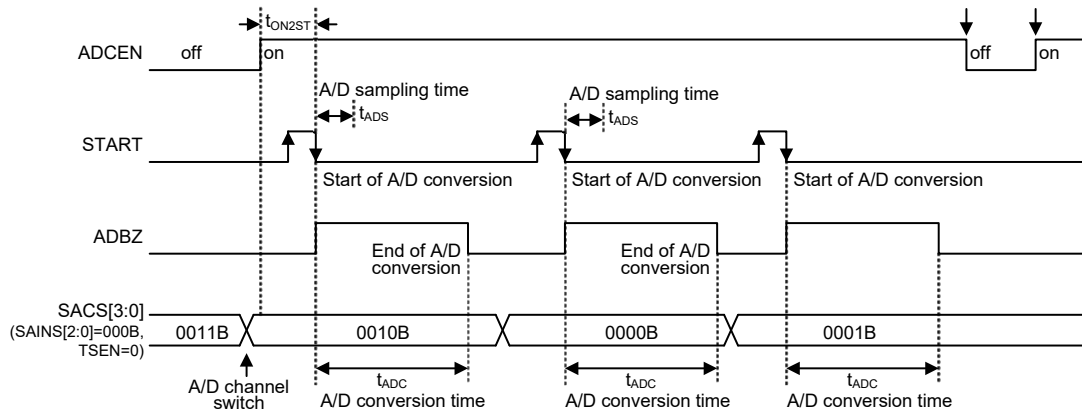 tON2ST
ADCEN
off
on
off
on
A/D sampling time
tADS
A/D sampling time
tADS
START
Start of A/D conversion
Start of A/D conversion
Start of A/D conversion
ADBZ
End of A/D
conversion
End of A/D
conversion
SACS[3:0]
(SAINS[2:0]=000B,
TSEN=0)
0011B
0010B
0000B
0001B
A/D channel
switch
tADC
A/D conversion time
tADC
A/D conversion time
tADC
A/D conversion time